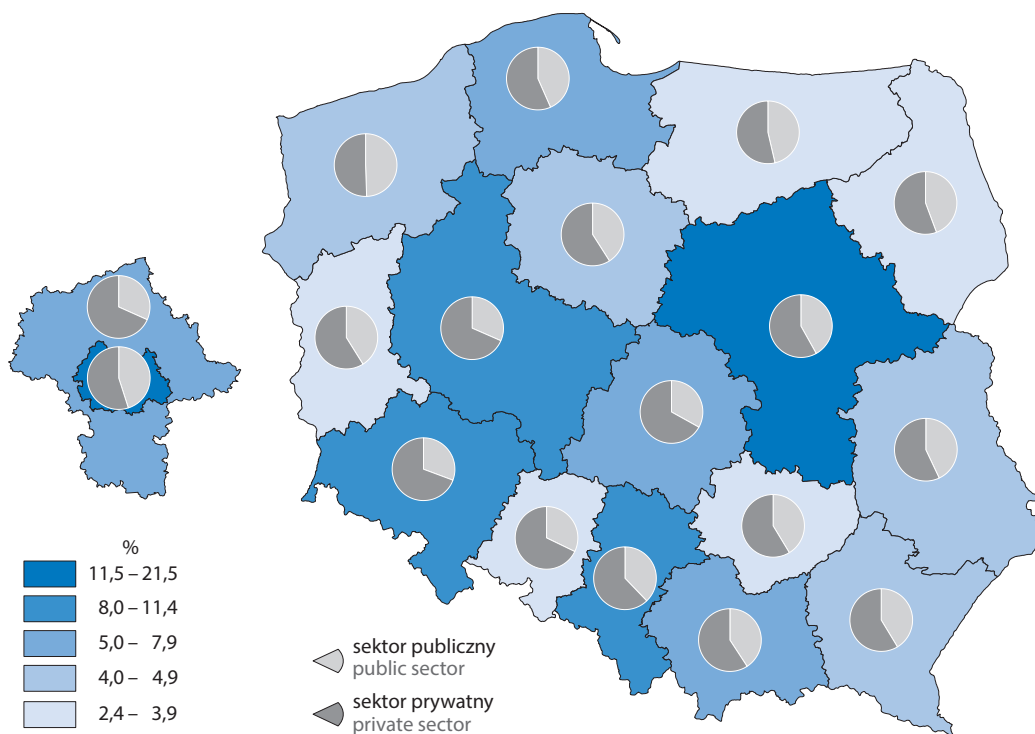 %
11,5 – 21,5
8,0 – 11,4
5,0 – 7,9
4,0 – 4,9
2,4 – 3,9
sektor publiczny
public sector
sektor prywatny
private sector